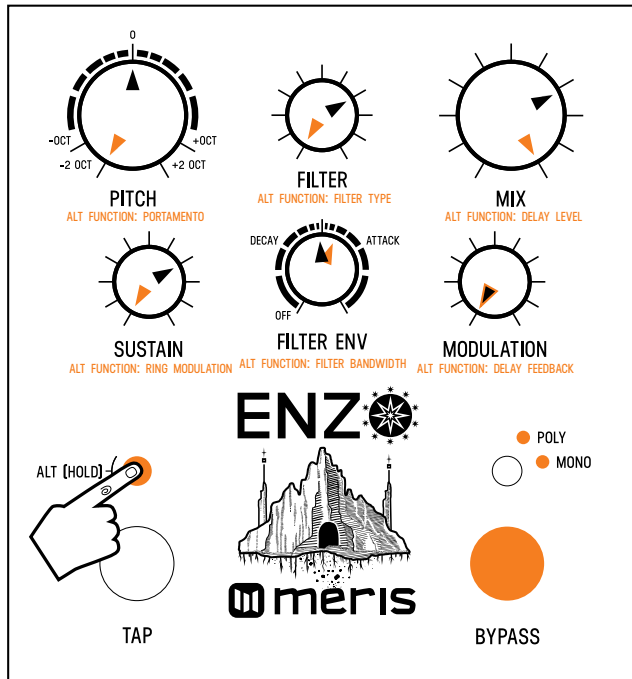 0
-OCT
+OCT
-2 OCT
+2 OCT
PITCH
ALT FUNCTION: PORTAMENTO
FILTER
ALT FUNCTION: FILTER TYPE
MIX
ALT FUNCTION: DELAY LEVEL
DECAY
ATTACK
OFF
SUSTAIN
ALT FUNCTION: RING MODULATION
FILTER ENV
ALT FUNCTION: FILTER BANDWIDTH
MODULATION
ALT FUNCTION: DELAY FEEDBACK
ENZO
POLY
MONO
ALT (HOLD)
meris
TAP
BYPASS